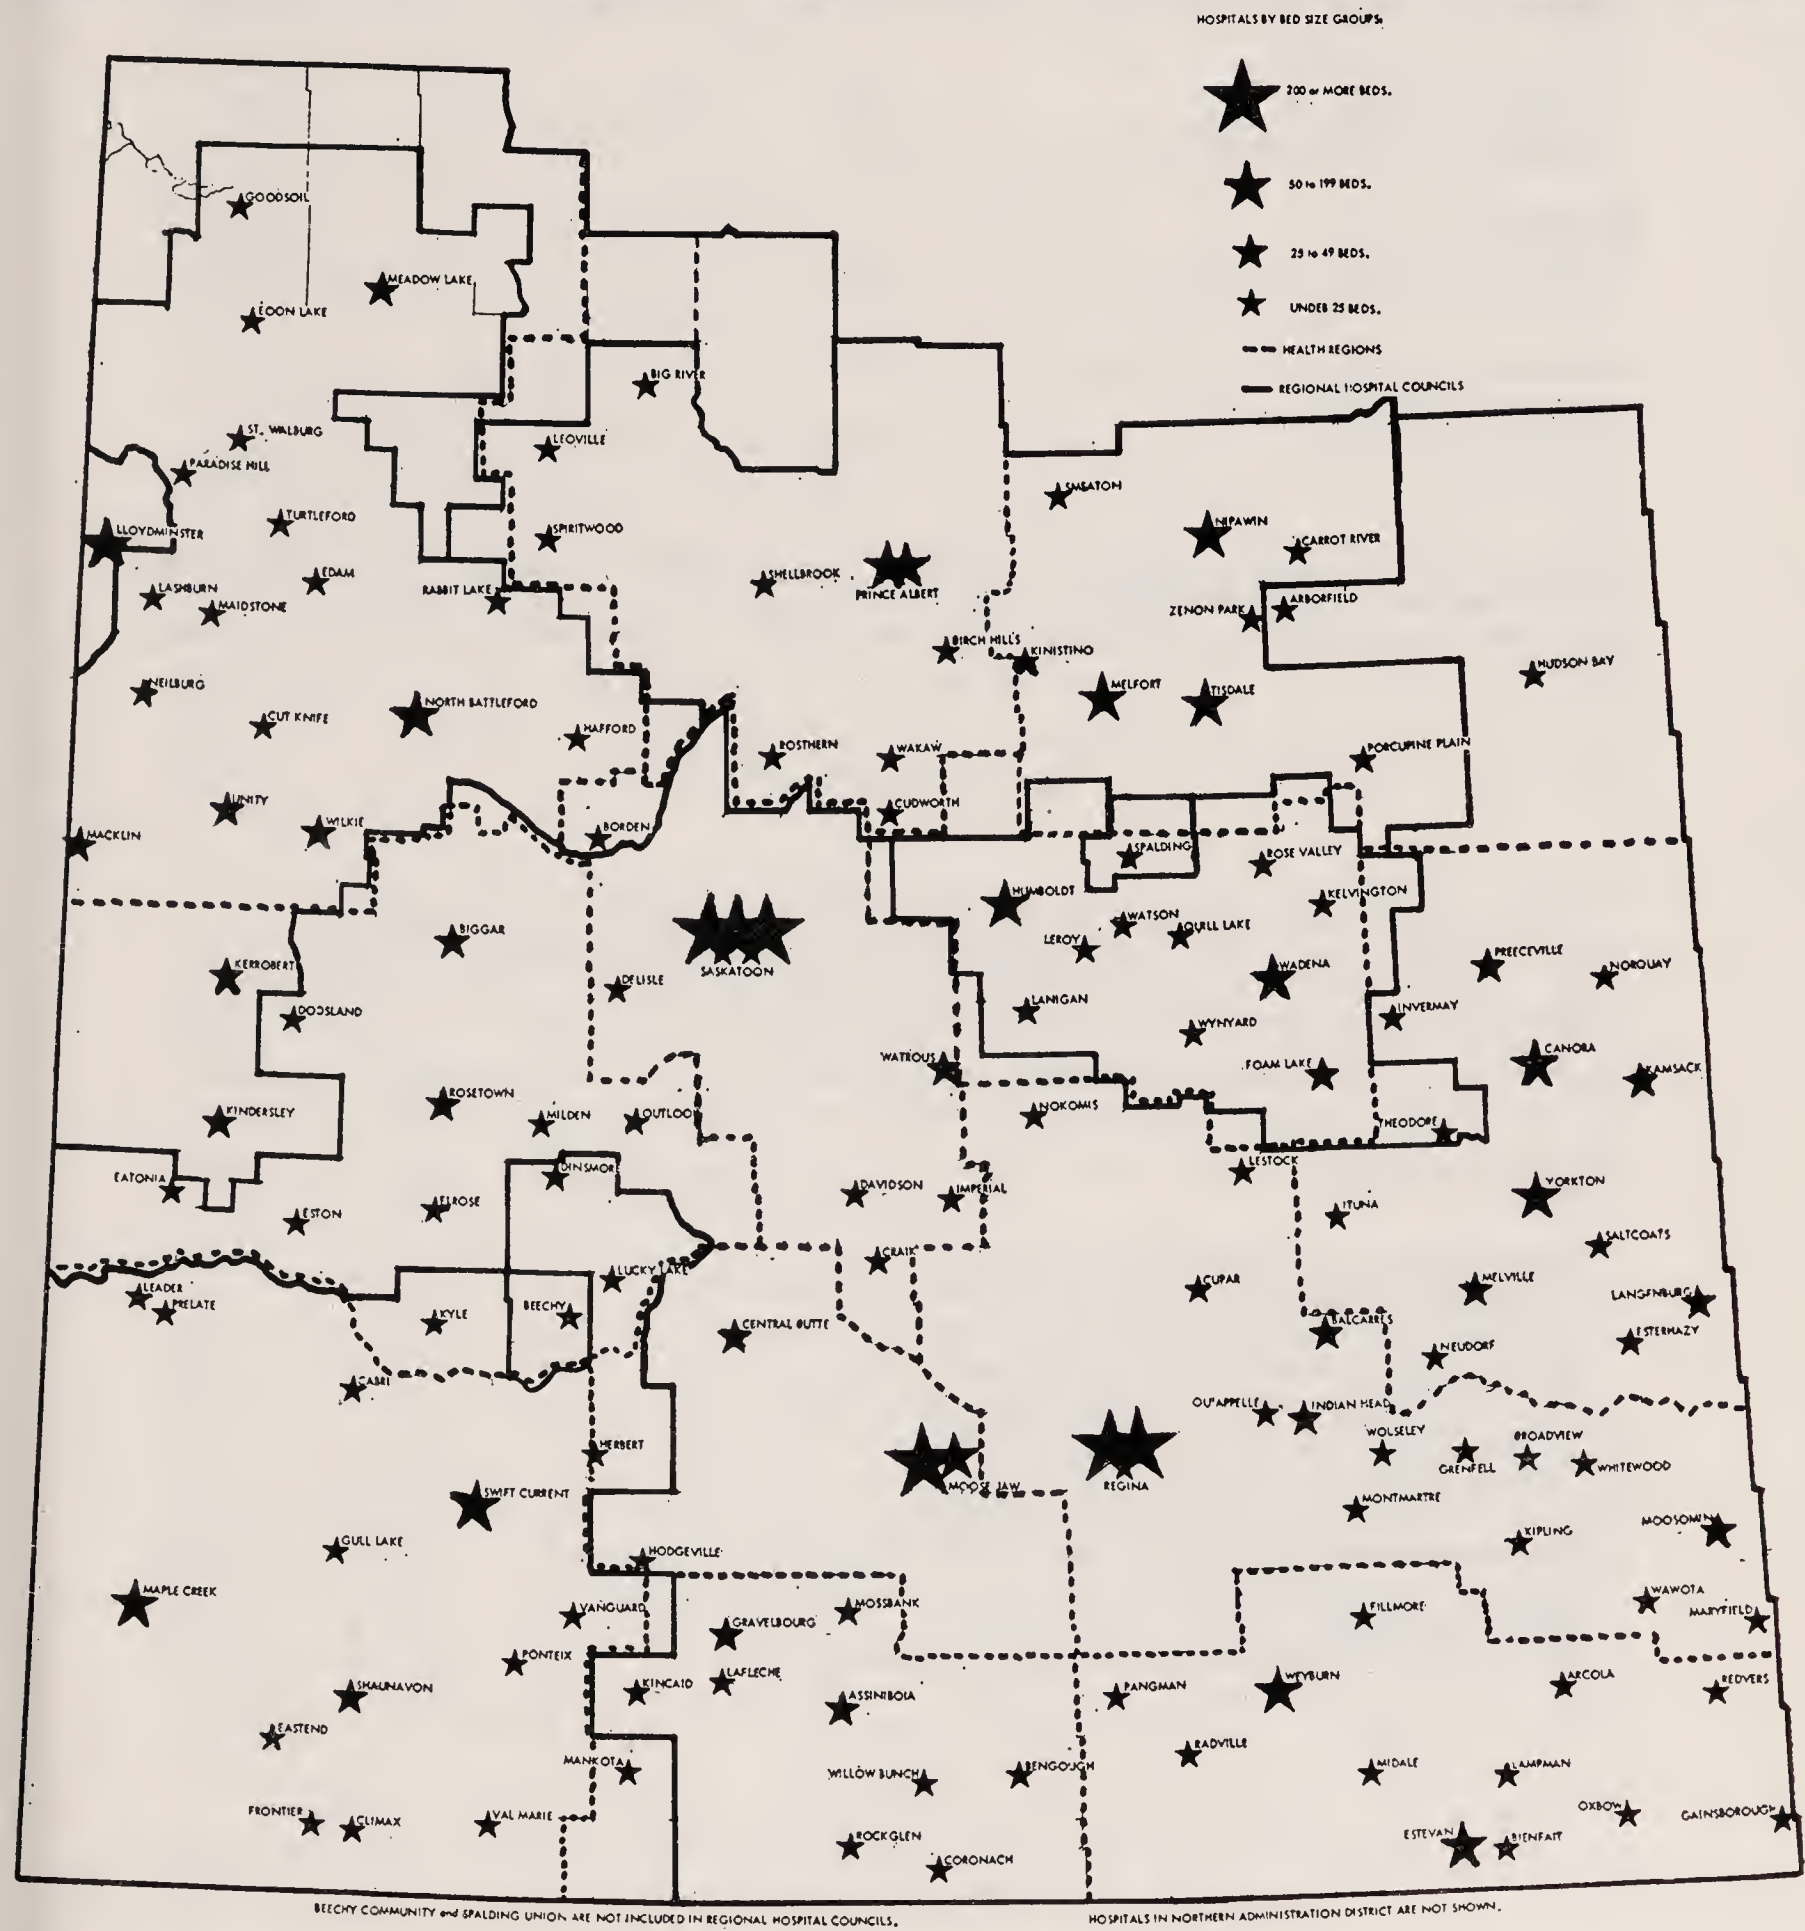 HOSPITALS BY BED SIZE GROUPS.
200 or MORE BEDS.
50 to 199 BEDS.
25 to 49 BEDS.
UNDER 25 BEDS.
HEALTH REGIONS
REGIONAL HOSPITAL COUNCILS
GOODSOIL
MEADOW LAKE
LOON LAKE
BIG RIVER
ST. WALBURG
LEOVILLE
PARADISE HILL
SMEATON
TURTLEFORD
NIPAWIN
LLOYDMINSTER
SPIRITWOOD
CARROT RIVER
EDAM
SHELLBROOK
PRINCE ALBERT
LASHBURN
RABBIT LAKE
MAIDSTONE
ZENON PARK
ARBORFIELD
BIRCH HILLS
KINISTINO
HUDSON BAY
NEILBURG
MELFORT
TISDALE
NORTH BATTLEFORD
CUT KNIFE
HAFFORD
ROSTHERN
WAKAW
PORCUPINE PLAIN
UNITY
CUDWORTH
WILKIE
BORDEN
MACKLIN
SPALDING
ROSE VALLEY
HUMBOLDT
KELVINGTON
WATSON
QUILL LAKE
BIGGAR
LEROY
PREECEVILLE
KERROBERT
SASKATOON
WADENA
NORQUAY
DELISLE
LANIGAN
INVERMAY
DODSLAND
WYNYARD
WATROUS
FOAM LAKE
CANORA
KAMSACK
ROSETOWN
KINDERSLEY
MILDEN
OUTLOO
NOKOMIS
THEODORE
DINSMORE
LESTOCK
EATONIA
DAVIDSON
IMPERIAL
YORKTON
ELROSE
ITUNA
ESTON
SALTCOATS
CRAIK
LUCKY LAKE
CUPAR
MELVILLE
LEADER
PRELATE
LANGENBURG
KYLE
BEECHY
CENTRAL BUTTE
BALCARRES
ESTERHAZY
NEUDORF
CABRI
QU'APPELLE
INDIAN HEAD
WOLSELEY
BROADVIEW
HERBERT
GRENFELL
WHITEWOOD
MOOSE JAW
REGINA
SWIFT CURRENT
MONTMARTRE
KIPLING
MOOSOMIN
GULL LAKE
HODGEVILLE
MAPLE CREEK
VANGUARD
MOSSBANK
FILLMORE
WAWOTA
MARYFIELD
GRAVELBOURG
PONTEIX
LAFLECHE
WEYBURN
ARCOLA
REDVERS
SHAUNAVON
KINCAID
PANGMAN
ASSINIBOIA
EASTEND
RADVILLE
MANKOTA
WILLOW BUNCH
BENGOUGH
MIDALE
LAMPMAN
FRONTIER
CLIMAX
VAL MARIE
OXBOW
GAINSBOROUGH
ROCKGLEN
ESTEVAN
BIENFAIT
CORONACH
BEECHY COMMUNITY and SPALDING UNION ARE NOT INCLUDED IN REGIONAL HOSPITAL COUNCILS.
HOSPITALS IN NORTHERN ADMINISTRATION DISTRICT ARE NOT SHOWN.